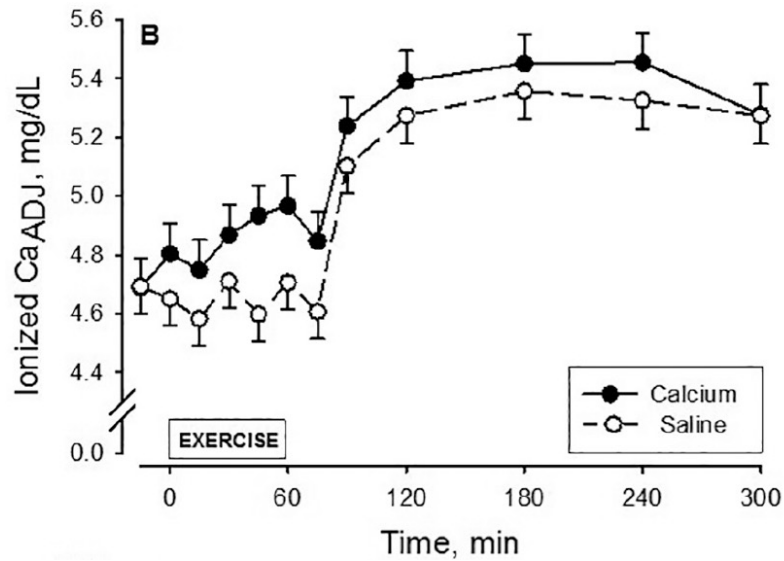 B
Ionized CaADJ, mg/dL
5.6
5.4
5.2
5.0
4.8
4.6
4.4
0.0
EXERCISE
Calcium
Saline
0 60 120 180 240 300
Time, min